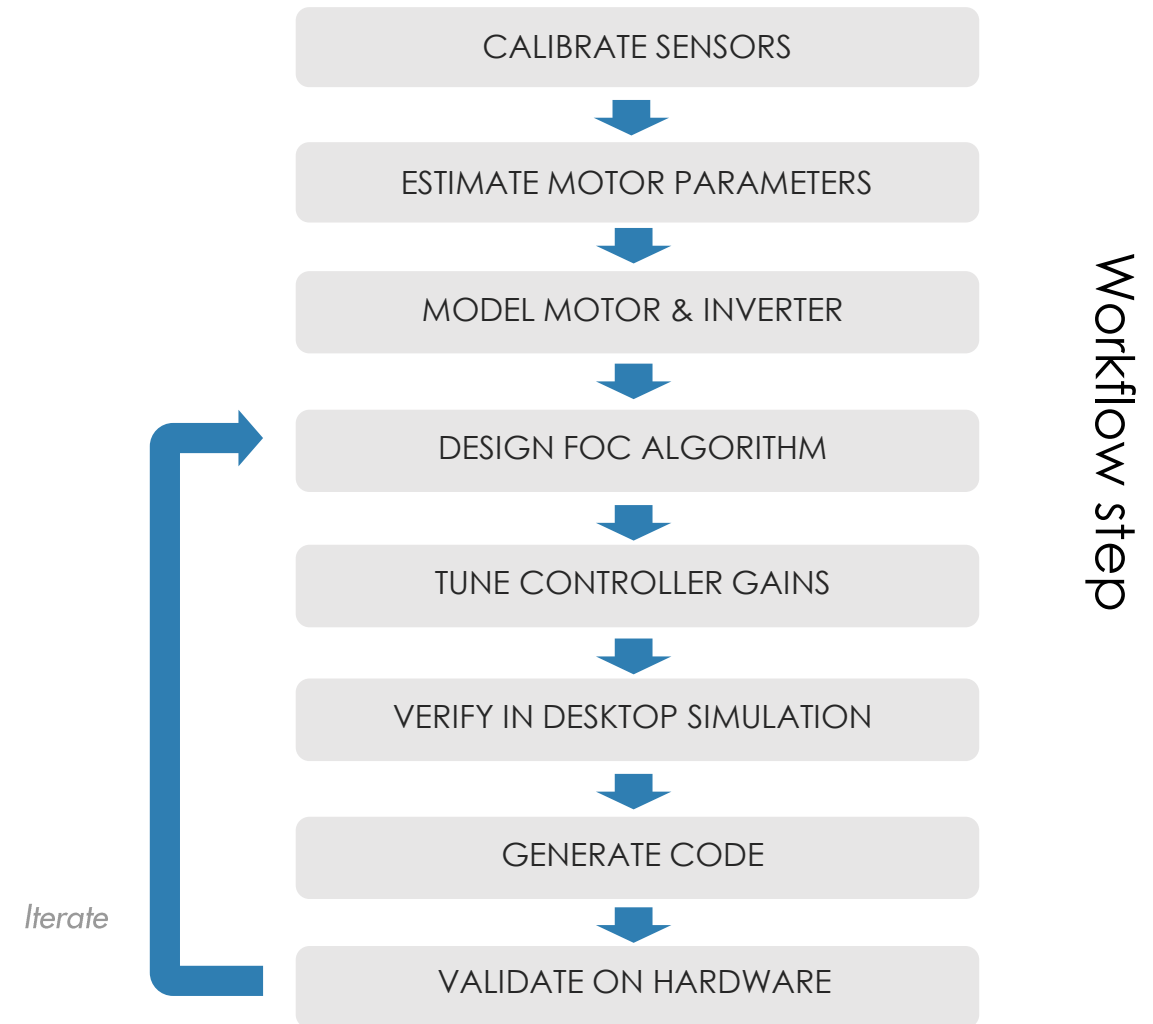 CALIBRATE SENSORS
ESTIMATE MOTOR PARAMETERS
MODEL MOTOR & INVERTER
DESIGN FOC ALGORITHM
TUNE CONTROLLER GAINS
VERIFY IN DESKTOP SIMULATION
GENERATE CODE
VALIDATE ON HARDWARE
Iterate
Workflow step